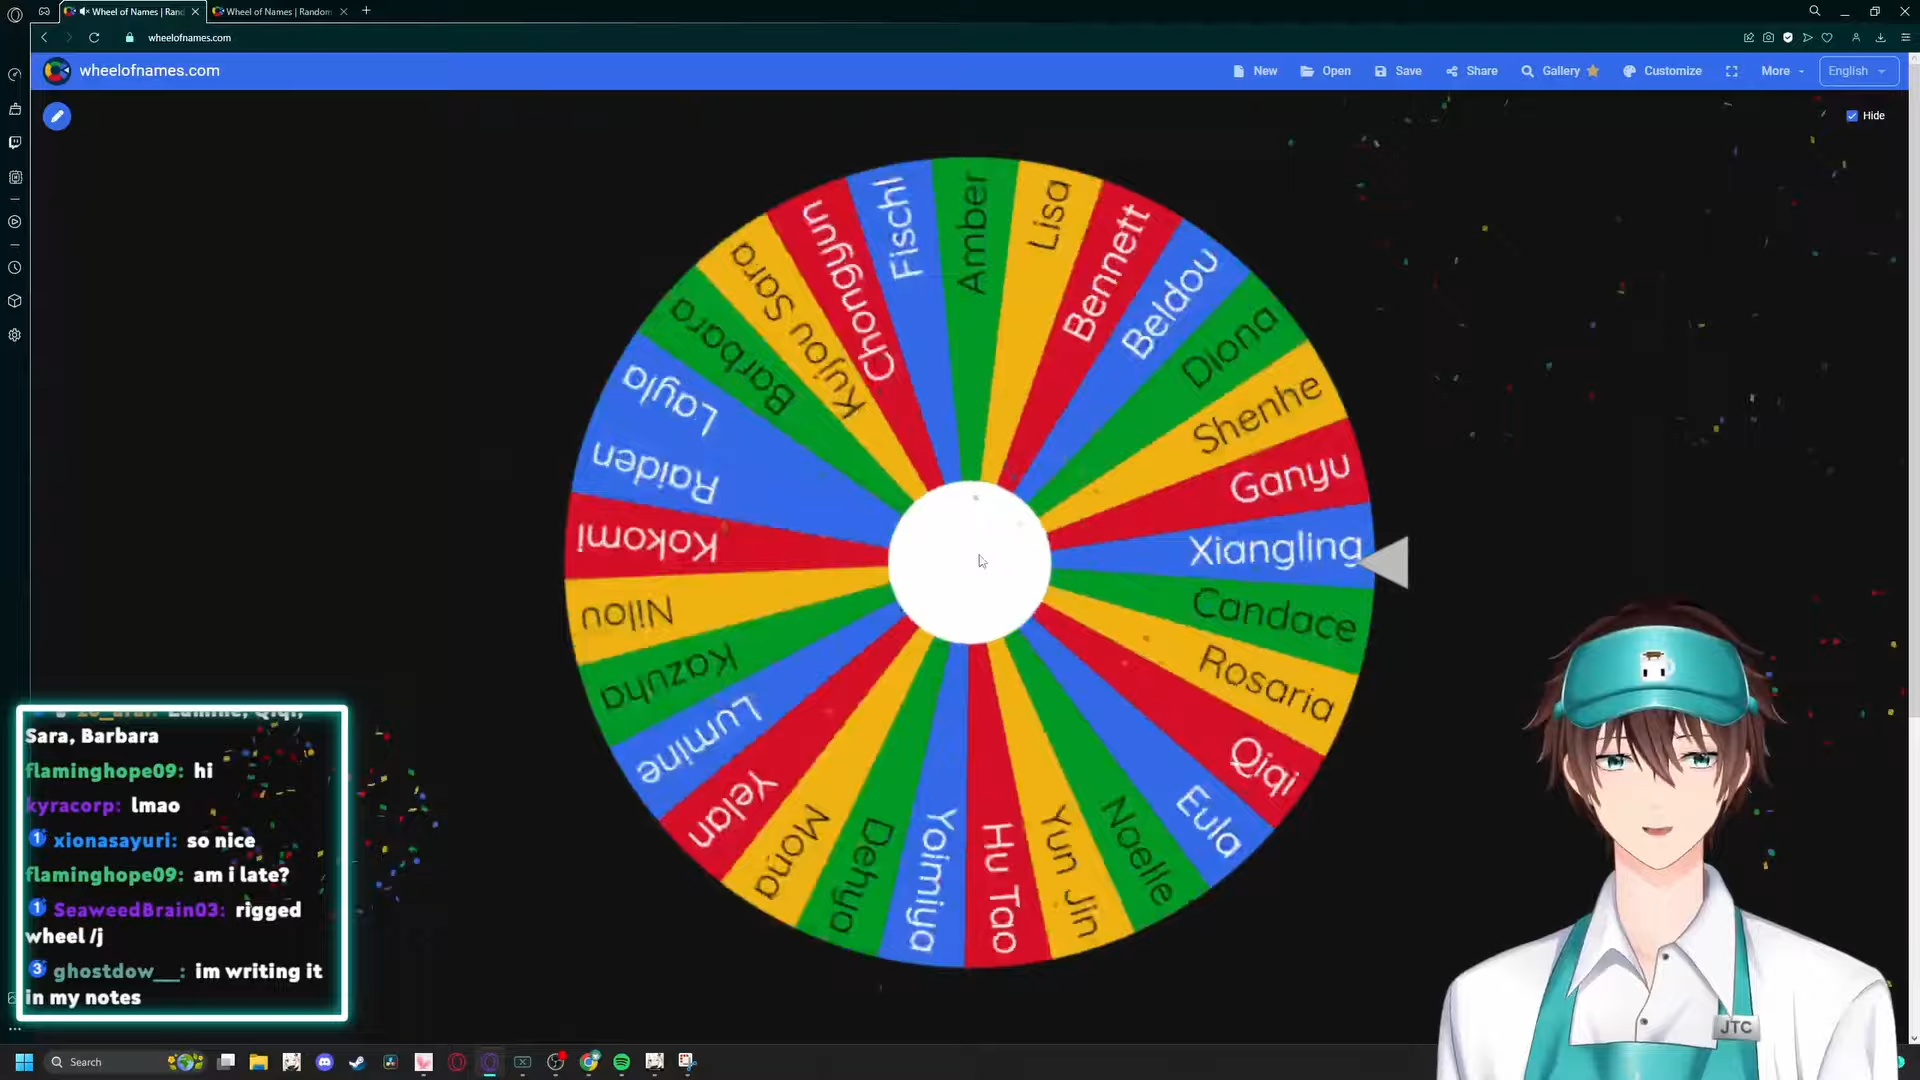 Wheel of Names | Rand
Wheel of Names | Random
wheelofnames.com
wheelofnames.com
New
Open
Save
Share
Gallery
Customize
More
English
Hide
Fischl
Amber
Lisa
Bennett
Beidou
Diona
Shenhe
Ganyu
Xiangling
Candace
Rosaria
Qiqi
Eula
Noelle
Yun Jin
Hu Tao
Yoimiya
Dehya
Mona
Yelan
Lumine
Kazuha
Nilou
Kokomi
Raiden
Layla
Barbara
Kujou Sara
Chongyun
Sara, Barbara
flaminghope09: hi
kyracorp: lmao
1 xionasayuri: so nice
flaminghope09: am i late?
1 SeaweedBrain03: rigged
wheel /j
3 ghostdow__: im writing it
in my notes
JTC
Search